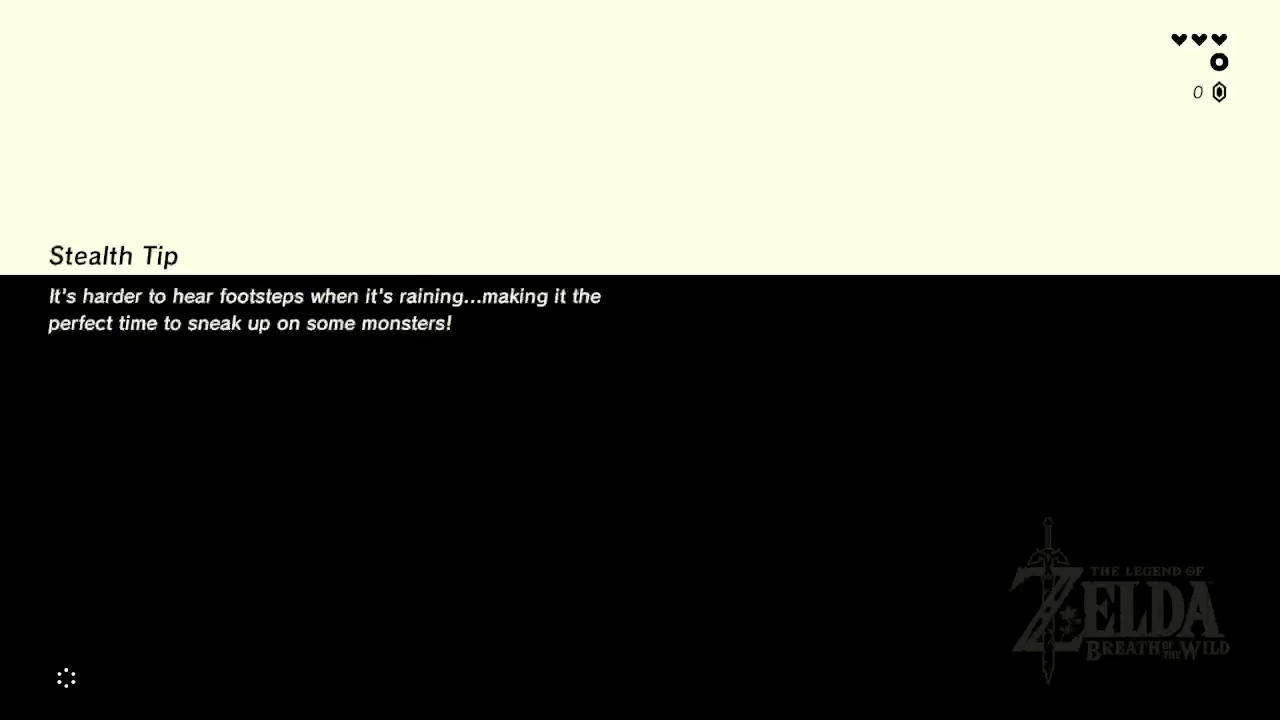 0
Stealth Tip
It's harder to hear footsteps when it's raining...making it the
perfect time to sneak up on some monsters!
THE LEGEND OF
ZELDA
BREATH OF THE WILD